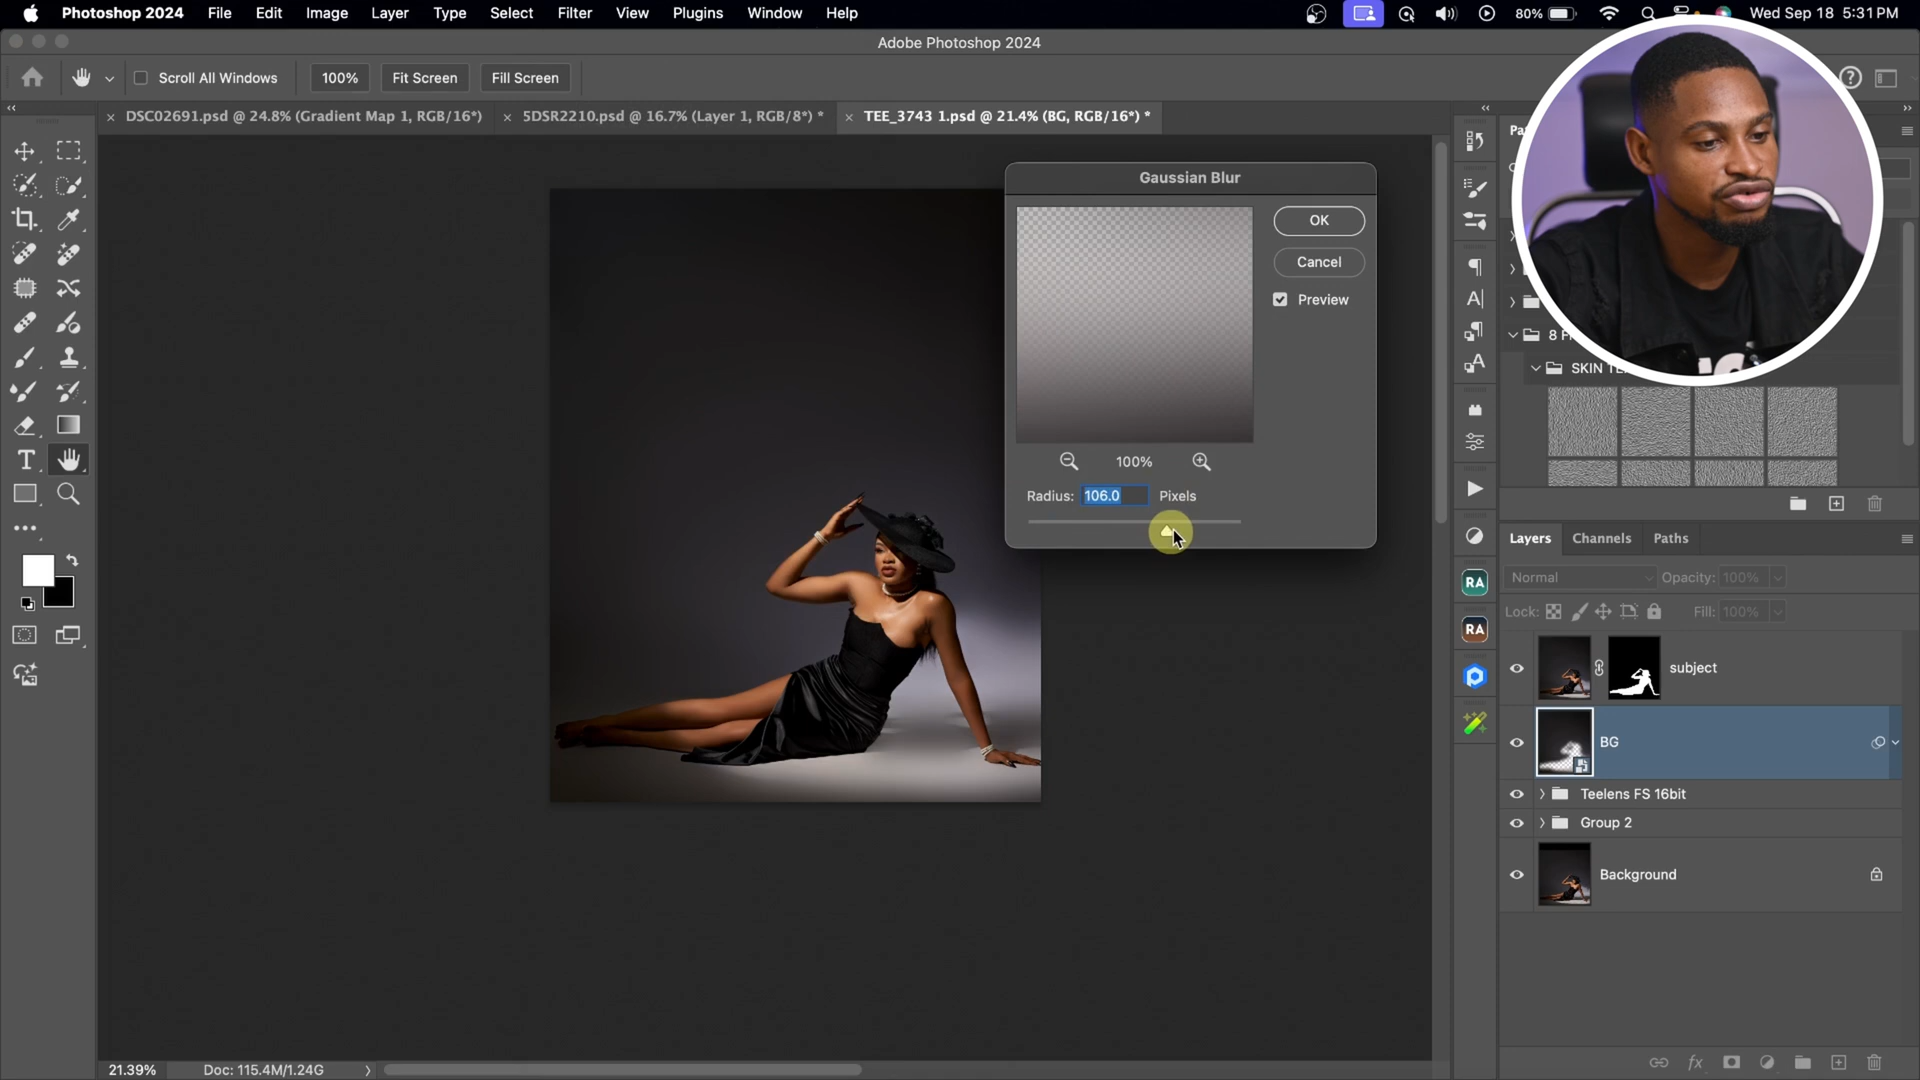 Photoshop 2024 File Edit Image Layer Type Select Filter View Plugins Window Help 80% Wed Sep 18 5:31 PM
Adobe Photoshop 2024
Scroll All Windows 100% Fit Screen Fill Screen
DSC02691.psd @ 24.8% (Gradient Map 1, RGB/16*) 5DSR2210.psd @ 16.7% (Layer 1, RGB/8*) * TEE_3743 1.psd @ 21.4% (BG, RGB/16*) *
Gaussian Blur
OK
Cancel
Preview
100%
Radius: 106.0 Pixels
SKIN
Layers Channels Paths
Normal Opacity: 100%
Lock: Fill: 100%
RA
RA
subject
BG
Teelens FS 16bit
Group 2
Background
fx
21.39% Doc: 115.4M/1.24G